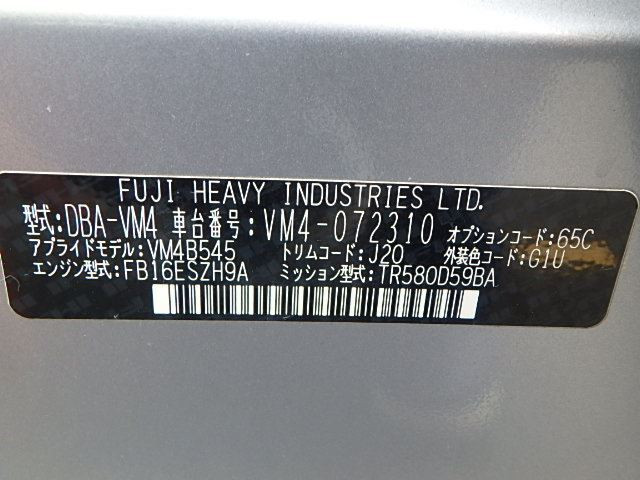 FUJI HEAVY INDUSTRIES LTD.
型式:DBA-VM4 車台番号:VM4-072310 オプションコード:65C
アプライドモデル:VM4B545 トリムコード:J20 外装色コード:G1U
エンジン型式:FB16ESZH9A ミッション型式:TR580D59BA